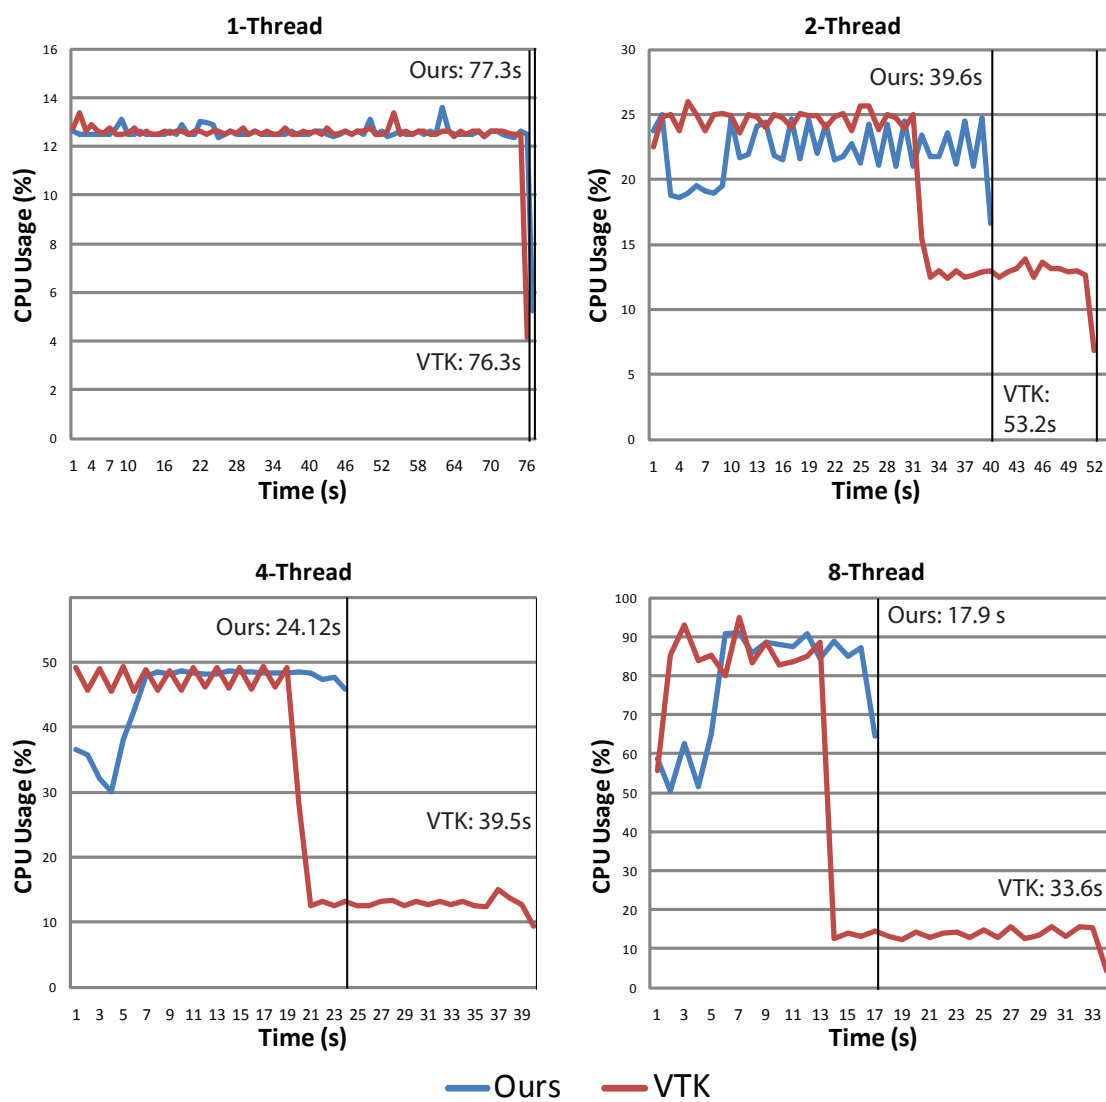 1-Thread
16
14
12
10
8
6
4
2
0
CPU Usage (%)
Ours: 77.3s
VTK: 76.3s
1 4 7 10 16 22 28 34 40 46 52 58 64 70 76
Time (s)
2-Thread
30
25
20
15
10
5
0
CPU Usage (%)
Ours: 39.6s
VTK:
53.2s
1 4 7 10 13 16 19 22 25 28 31 34 37 40 43 46 49 52
Time (s)
4-Thread
50
40
30
20
10
0
CPU Usage (%)
Ours: 24.12s
VTK: 39.5s
1 3 5 7 9 11 13 15 17 19 21 23 25 27 29 31 33 35 37 39
Time (s)
8-Thread
100
90
80
70
60
50
40
30
20
10
0
CPU Usage (%)
Ours: 17.9 s
VTK: 33.6s
1 3 5 7 9 11 13 15 17 19 21 23 25 27 29 31 33
Time (s)
Ours VTK